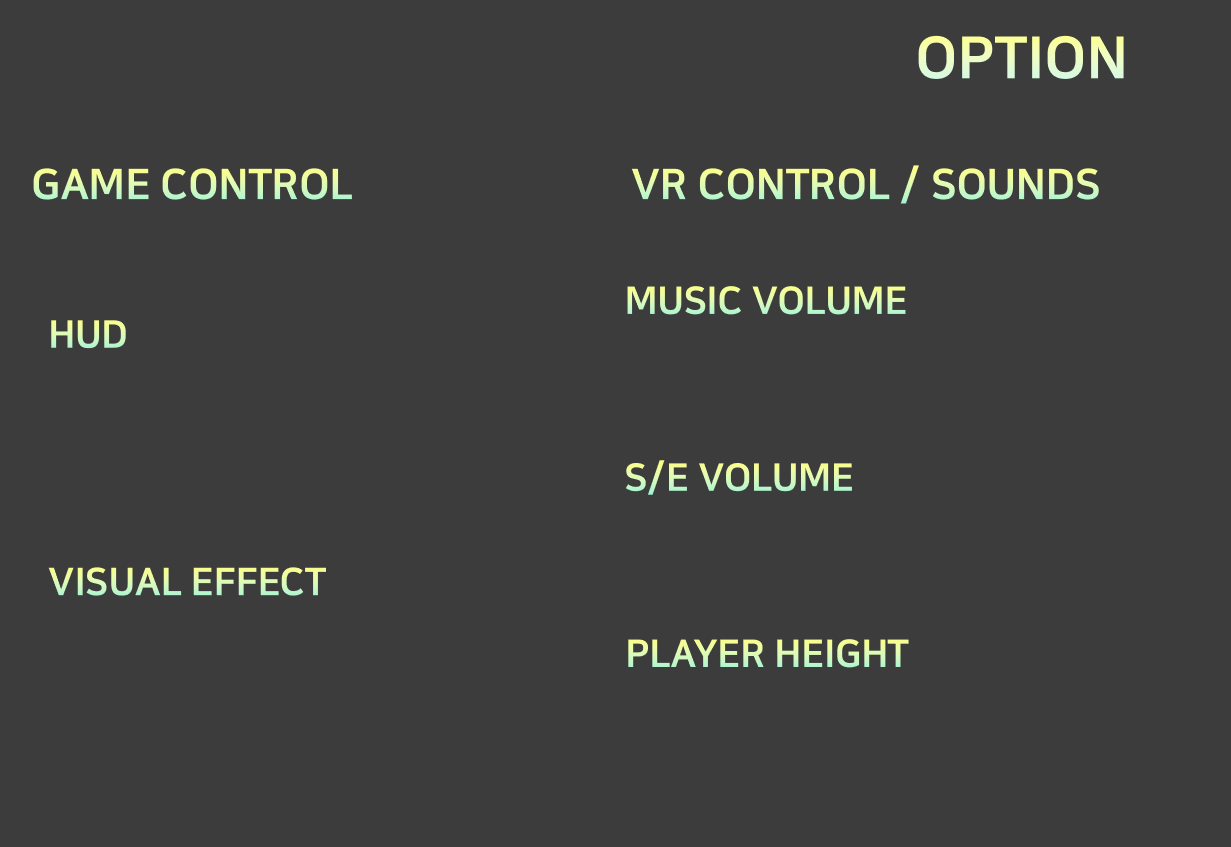 OPTION
GAME CONTROL
HUD
VISUAL EFFECT
VR CONTROL / SOUNDS
MUSIC VOLUME
S/E VOLUME
PLAYER HEIGHT